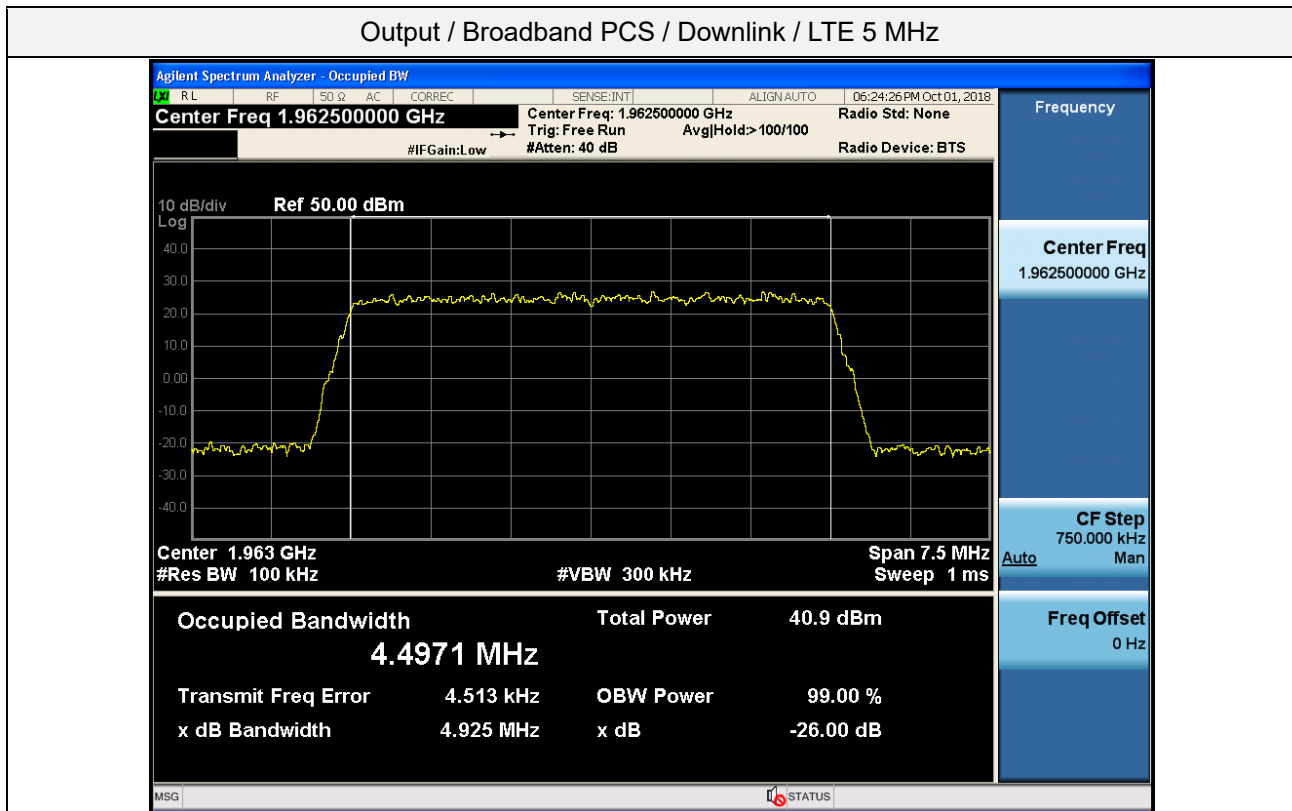 Output / Broadband PCS / Downlink / LTE 5 MHz
Agilent Spectrum Analyzer - Occupied BW
LXI RL RF 50 Ω AC CORREC SENSE:INT ALIGN AUTO 06:24:26 PM Oct 01, 2018
Center Freq 1.962500000 GHz
Center Freq: 1.962500000 GHz
Radio Std: None
Trig: Free Run Avg|Hold:>100/100
#IFGain:Low
#Atten: 40 dB
Radio Device: BTS
10 dB/div Ref 50.00 dBm
Log
40.0
30.0
20.0
10.0
0.00
-10.0
-20.0
-30.0
-40.0
Center 1.963 GHz Span 7.5 MHz
#Res BW 100 kHz #VBW 300 kHz Sweep 1 ms
Occupied Bandwidth Total Power 40.9 dBm
4.4971 MHz
Transmit Freq Error 4.513 kHz OBW Power 99.00 %
x dB Bandwidth 4.925 MHz x dB -26.00 dB
MSG STATUS
Frequency
Center Freq
1.962500000 GHz
CF Step
750.000 kHz
Auto Man
Freq Offset
0 Hz